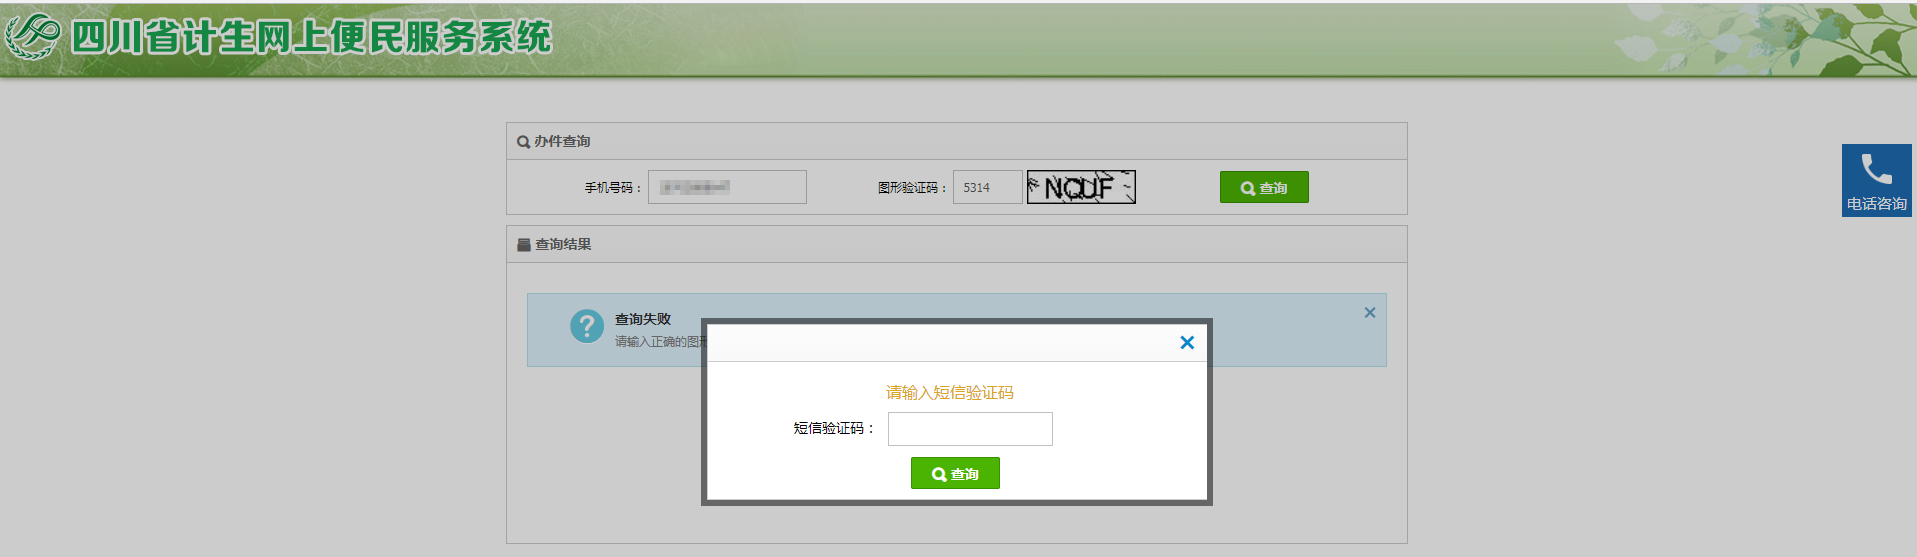 四川省计生网上便民服务系统
办件查询
手机号码： 图形验证码： 5314 NQUF 查询
电话咨询
查询结果
查询失败
请输入正确的图形
请输入短信验证码
短信验证码：
查询